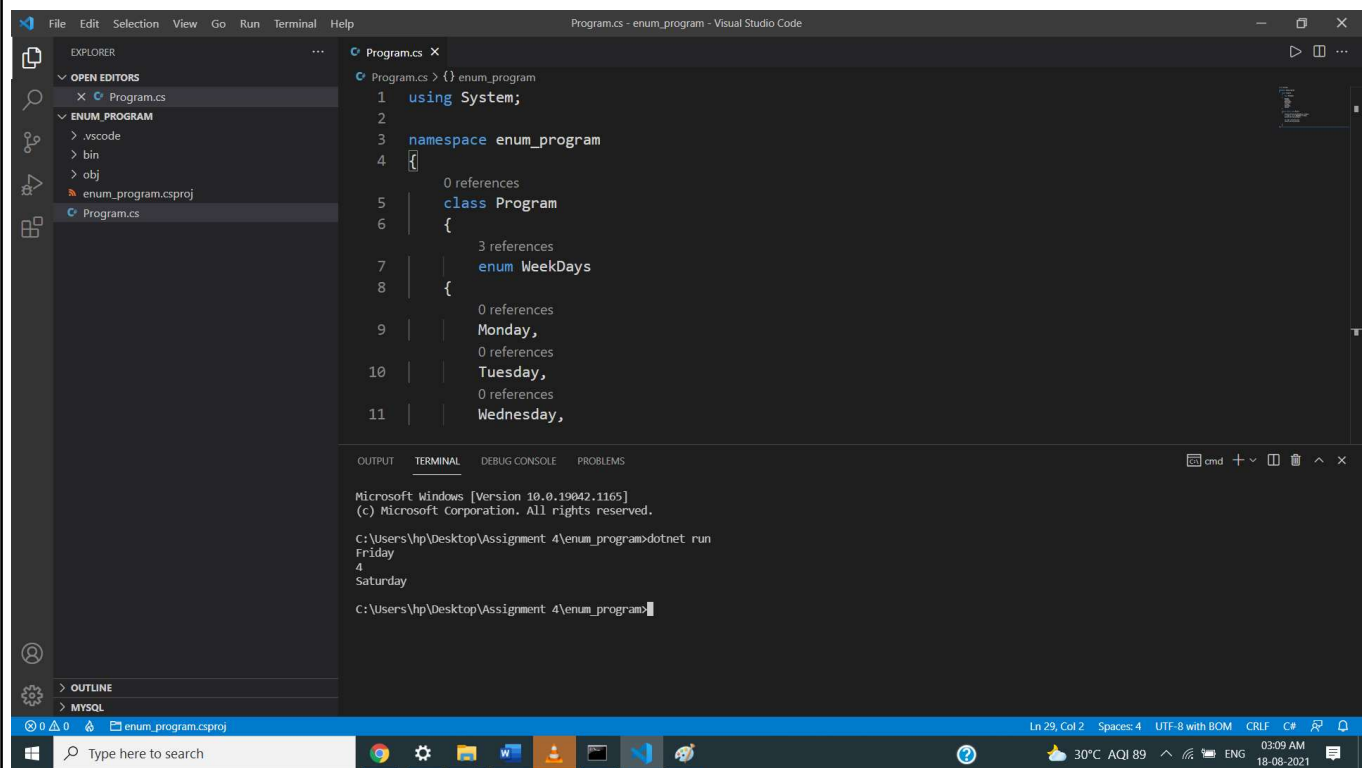 File Edit Selection View Go Run Terminal Help
Program.cs - enum_program - Visual Studio Code
EXPLORER
OPEN EDITORS
Program.cs
ENUM_PROGRAM
.vscode
bin
obj
enum_program.csproj
Program.cs
OUTLINE
MYSQL
Program.cs
Program.cs > {} enum_program
1 using System;
2
3 namespace enum_program
4 {
0 references
5 class Program
6 {
3 references
7 enum WeekDays
8 {
0 references
9 Monday,
0 references
10 Tuesday,
0 references
11 Wednesday,
OUTPUT TERMINAL DEBUG CONSOLE PROBLEMS
cmd
Microsoft Windows [Version 10.0.19042.1165]
(c) Microsoft Corporation. All rights reserved.
C:\Users\hp\Desktop\Assignment 4\enum_program>dotnet run
Friday
4
Saturday
C:\Users\hp\Desktop\Assignment 4\enum_program>
0 0 enum_program.csproj
Ln 29, Col 2 Spaces: 4 UTF-8 with BOM CRLF C#
Type here to search
30°C AQI 89 ENG
03:09 AM
18-08-2021